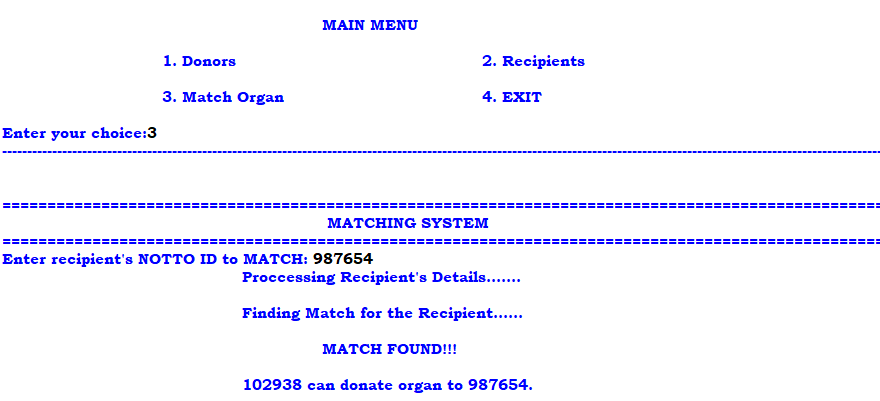 MAIN MENU
1. Donors 2. Recipients
3. Match Organ 4. EXIT
Enter your choice:3
--------------------------------------------------------------------------------------------------------------------------------
====================================================================================================
MATCHING SYSTEM
====================================================================================================
Enter recipient's NOTTO ID to MATCH: 987654
Proccessing Recipient's Details.......
Finding Match for the Recipient......
MATCH FOUND!!!
102938 can donate organ to 987654.